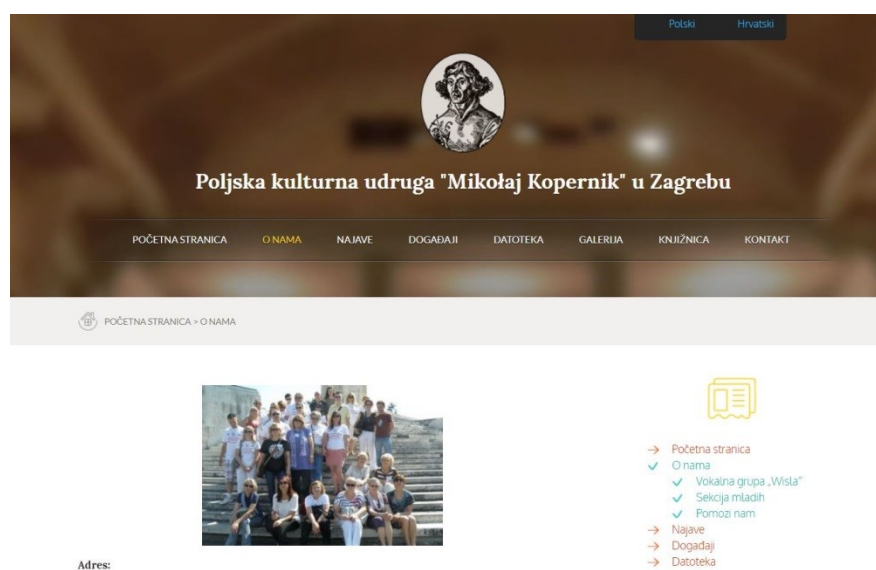 Polski Hrvatski
Poljska kulturna udruga "Mikołaj Kopernik" u Zagrebu
POČETNA STRANICA O NAMA NAJAVE DOGAĐAJI DATOTEKA GALERIJA KNJIŽNICA KONTAKT
POČETNA STRANICA > O NAMA
Adres:
Početna stranica
O nama
Vokalna grupa „Wisla”
Sekcija mladih
Pomozi nam
Najave
Događaji
Datoteka